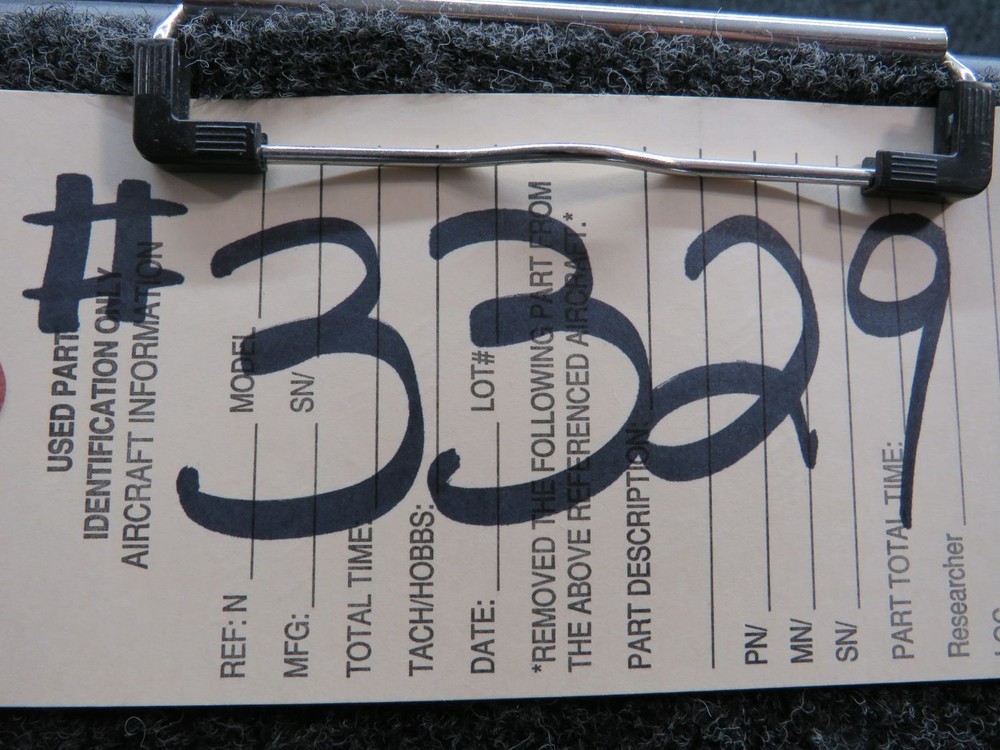 #3329
USED PART
IDENTIFICATION ONLY
AIRCRAFT INFORMATION
REF: N MODEL
MFG: SN/
TOTAL TIME:
TACH/HOBBS:
DATE: LOT#
*REMOVED THE FOLLOWING PART FROM
THE ABOVE REFERENCED AIRCRAFT.*
PART DESCRIPTION:
PN/
MN/
SN/
PART TOTAL TIME:
Researcher